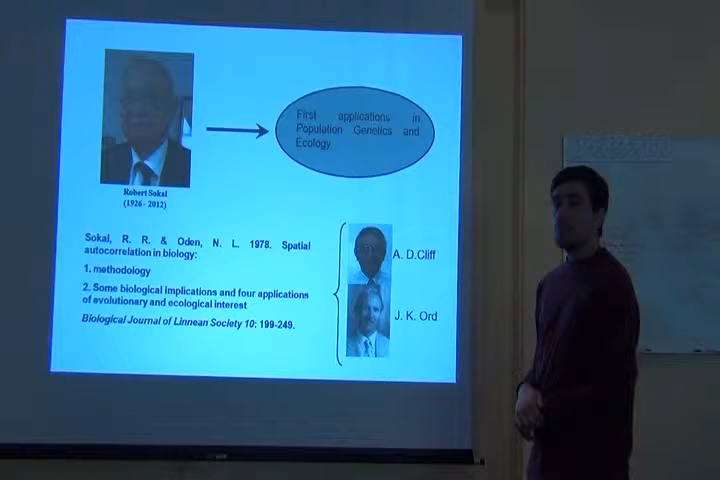 First applications in
Population Genetics and
Ecology
Robert Sokal
(1926 - 2012)
Sokal, R. R. & Oden, N. L. 1978. Spatial
autocorrelation in biology:
1. methodology
2. Some biological implications and four applications
of evolutionary and ecological interest
Biological Journal of Linnean Society 10: 199-249.
A. D.Cliff
J. K. Ord